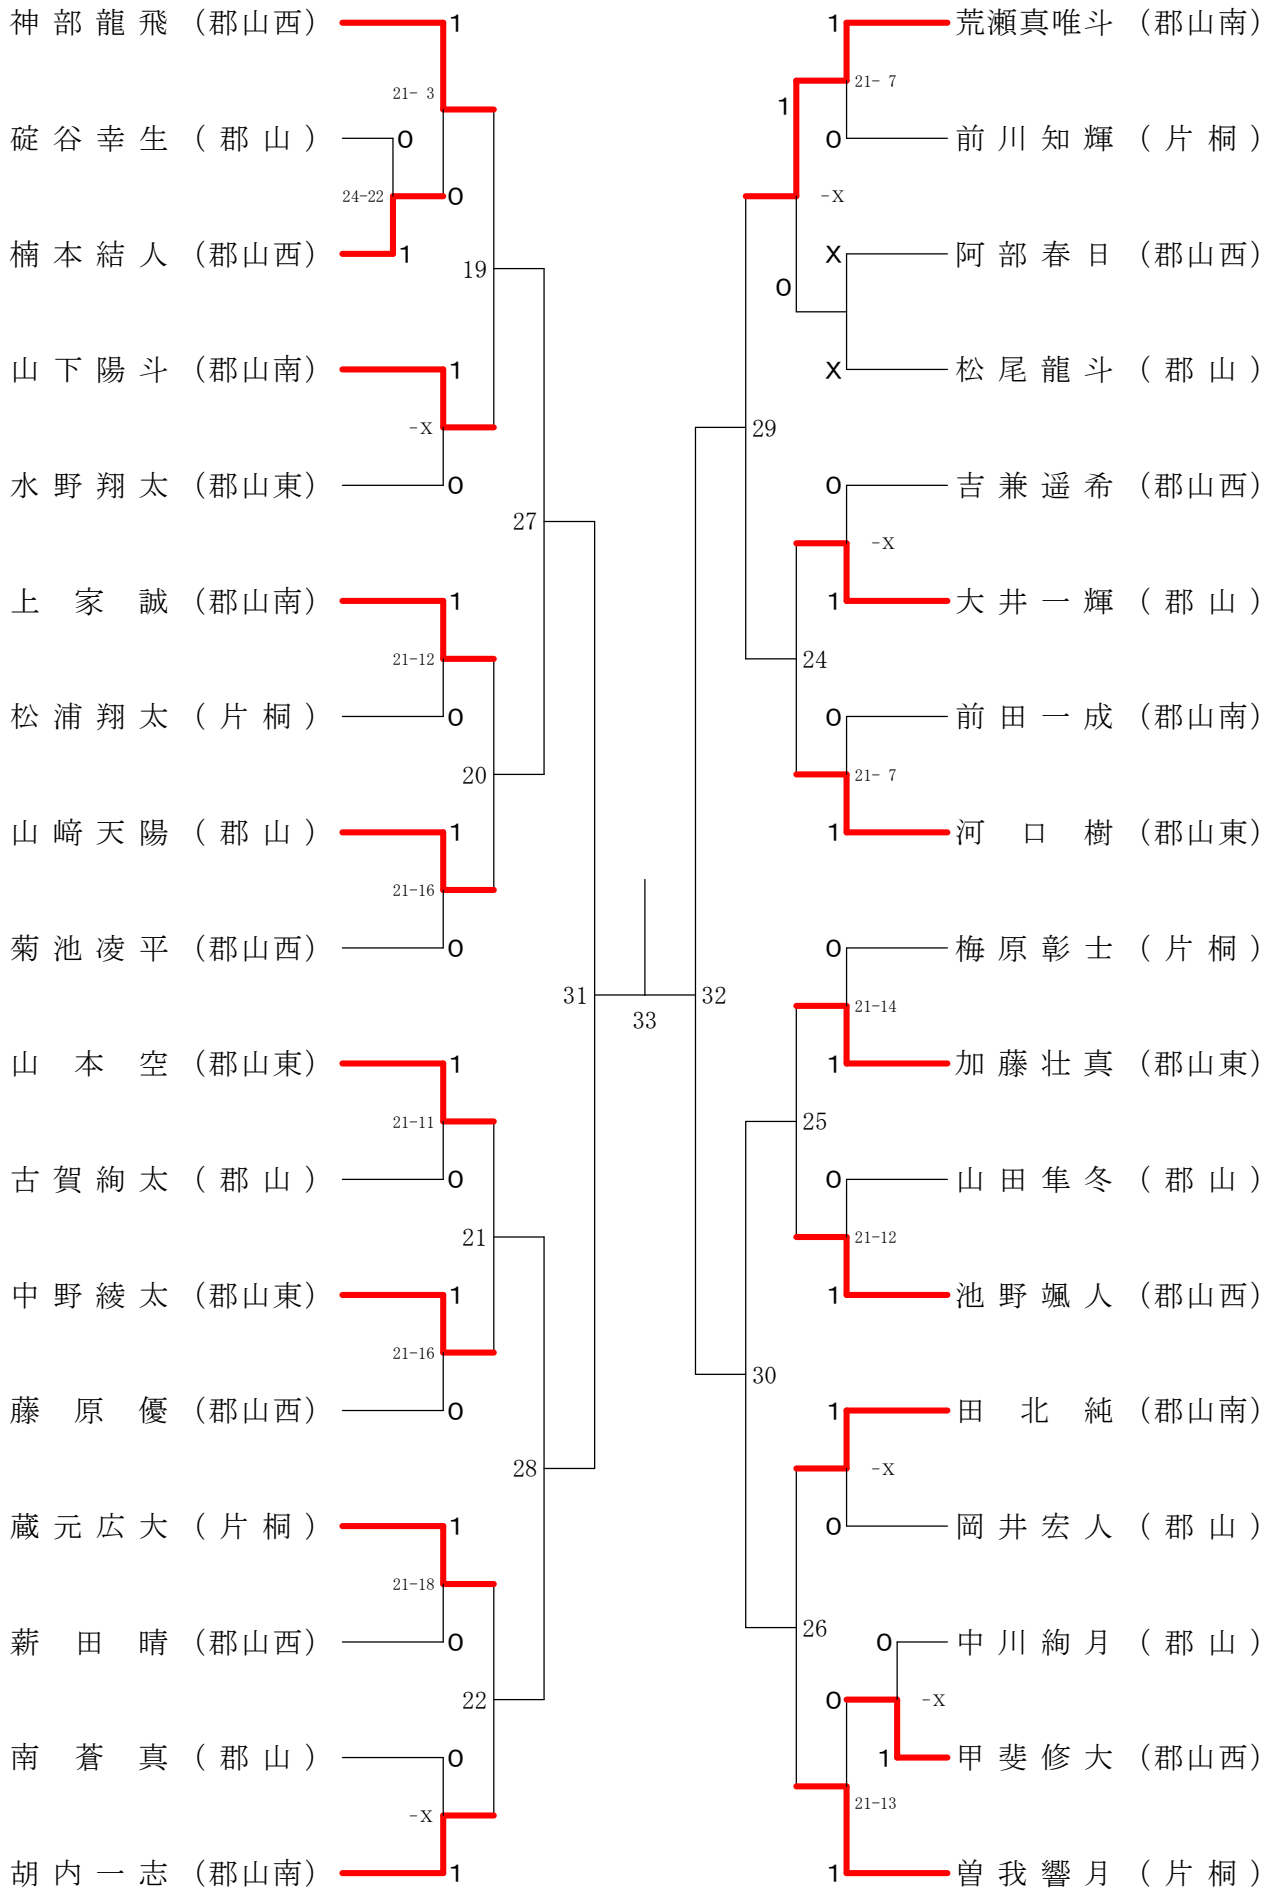 神部龍飛 (郡山西) 1
21- 3
碇谷幸生 (郡山) 0
24-22 0
楠本結人 (郡山西) 1
19
山下陽斗 (郡山南) 1
-X
水野翔太 (郡山東) 0
27
上家誠 (郡山南) 1
21-12
松浦翔太 (片桐) 0
20
山﨑天陽 (郡山) 1
21-16
菊池凌平 (郡山西) 0
31
山本空 (郡山東) 1
21-11
古賀絢太 (郡山) 0
21
中野綾太 (郡山東) 1
21-16
藤原優 (郡山西) 0
28
蔵元広大 (片桐) 1
21-18
薪田晴 (郡山西) 0
22
南蒼真 (郡山) 0
-X
胡内一志 (郡山南) 1
33
1 荒瀬真唯斗 (郡山南)
21- 7
1
0 前川知輝 (片桐)
-X
X 阿部春日 (郡山西)
0
X 松尾龍斗 (郡山)
29
0 吉兼遥希 (郡山西)
-X
1 大井一輝 (郡山)
24
0 前田一成 (郡山南)
21- 7
1 河口樹 (郡山東)
0 梅原彰士 (片桐)
32
21-14
1 加藤壮真 (郡山東)
25
0 山田隼冬 (郡山)
21-12
1 池野颯人 (郡山西)
30
1 田北純 (郡山南)
-X
0 岡井宏人 (郡山)
26
0 中川絢月 (郡山)
0 -X
1 甲斐修大 (郡山西)
21-13
1 曽我響月 (片桐)